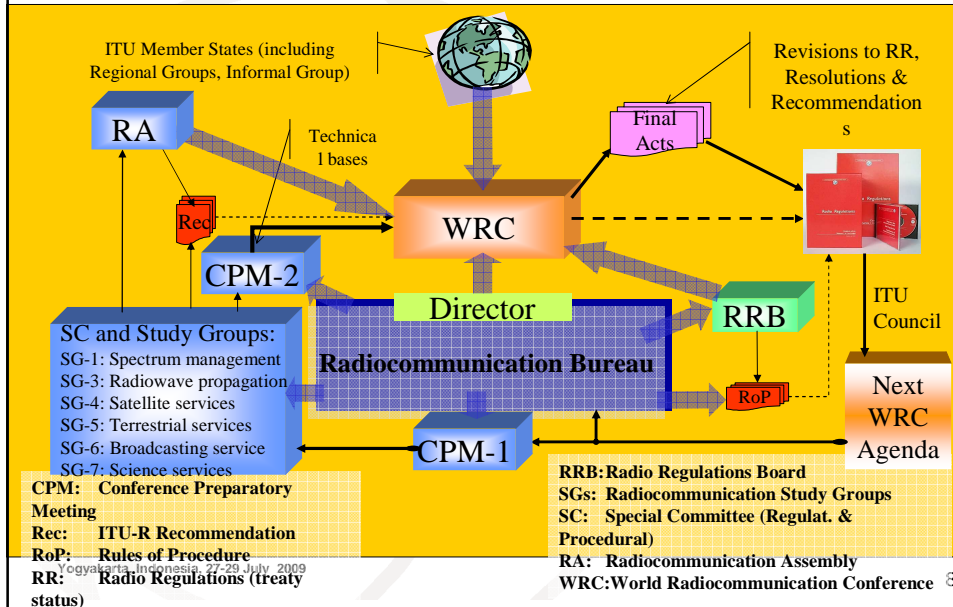 ITU Member States (including
Regional Groups, Informal Group)
Revisions to RR,
Resolutions &
Recommendation
s
RA
Technica
l bases
Final
Acts
Radio Regulations
Rec
WRC
CPM-2
Director
RRB
ITU
Council
SC and Study Groups:
SG-1: Spectrum management
SG-3: Radiowave propagation
SG-4: Satellite services
SG-5: Terrestrial services
SG-6: Broadcasting service
SG-7: Science services
Radiocommunication Bureau
RoP
Next
WRC
Agenda
CPM-1
CPM: Conference Preparatory
Meeting
Rec: ITU-R Recommendation
RoP: Rules of Procedure
RR: Radio Regulations (treaty
status)
RRB:Radio Regulations Board
SGs: Radiocommunication Study Groups
SC: Special Committee (Regulat. &
Procedural)
RA: Radiocommunication Assembly
WRC:World Radiocommunication Conference
Yogyakarta, Indonesia, 27-29 July 2009
8